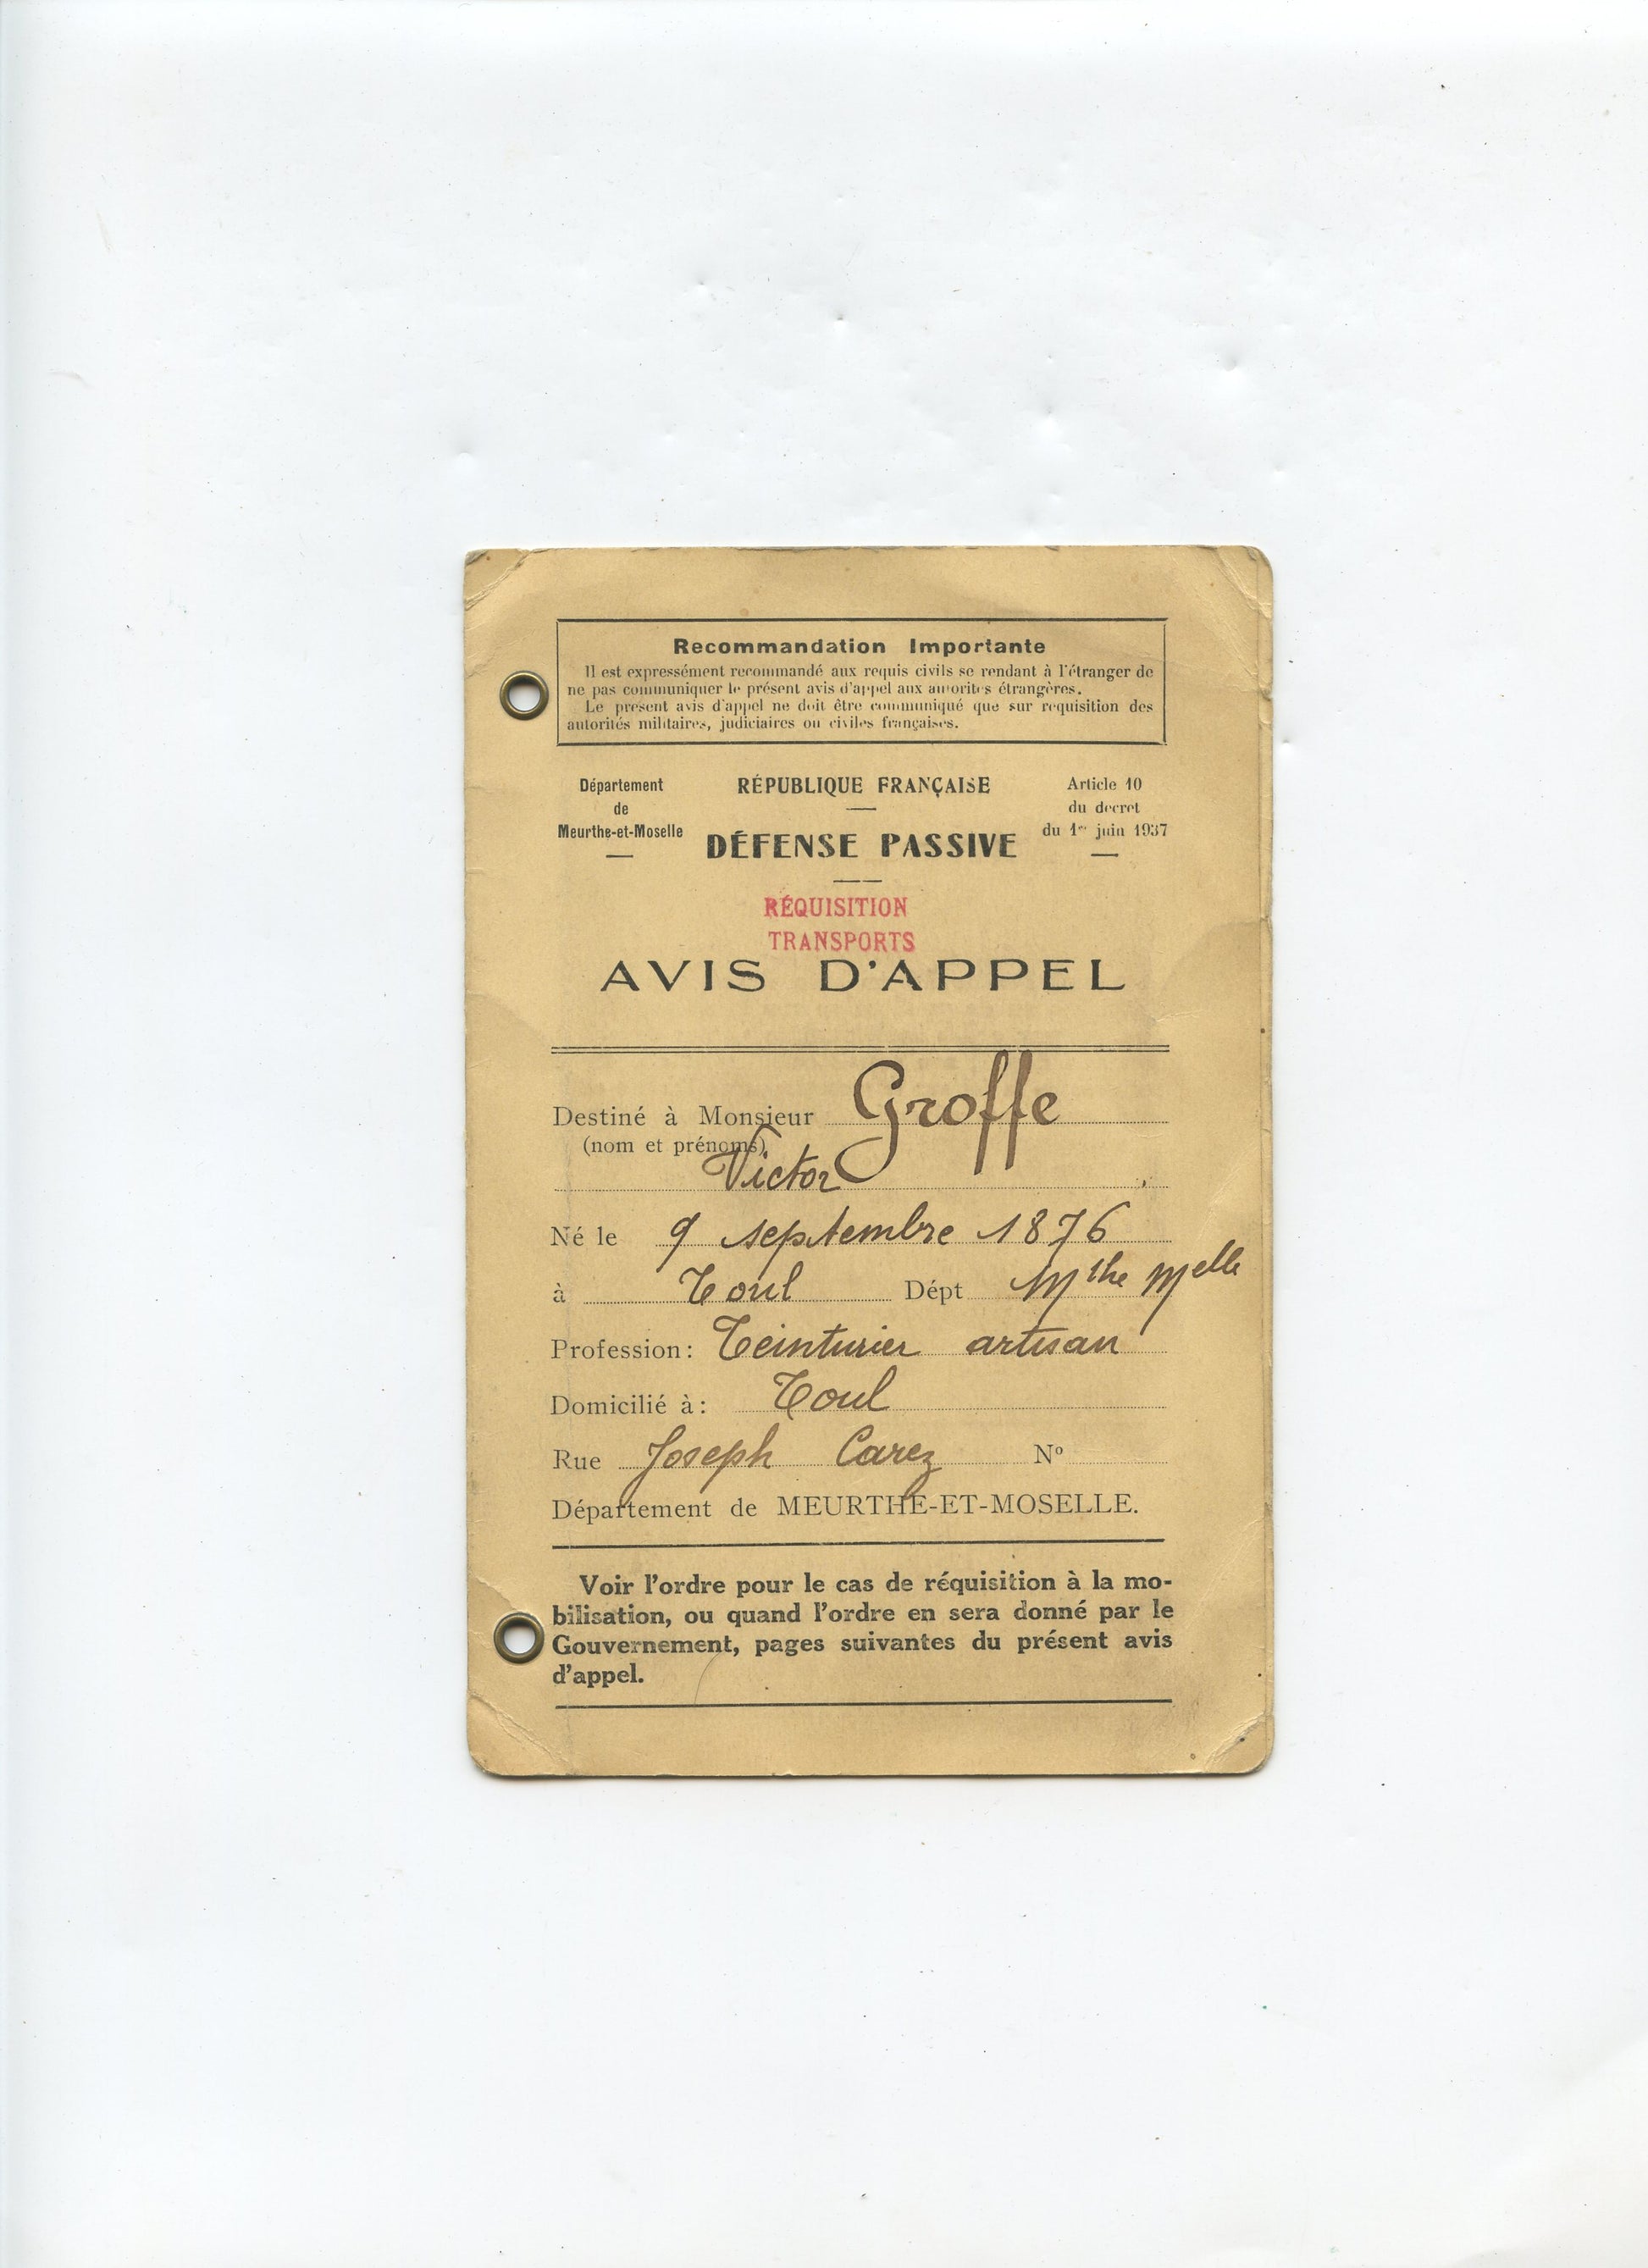 Recommandation Importante
Il est expressément recommandé aux requis civils se rendant à l'étranger de
ne pas communiquer le présent avis d'appel aux autorités étrangères.
Le présent avis d'appel ne doit être communiqué que sur requisition des
autorités militaires, judiciaires ou civiles françaises.
Département
de
Meurthe-et-Moselle
RÉPUBLIQUE FRANÇAISE
DÉFENSE PASSIVE
Article 10
du decret
du 1er juin 1937
RÉQUISITION
TRANSPORTS
AVIS D'APPEL
Destiné à Monsieur Groffe
(nom et prénoms)
Victor
Né le 9 septembre 1876
à Toul Dépt Mthe Melle
Profession: Teinturier artisan
Domicilié à: Toul
Rue Joseph Carez No
Département de MEURTHE-ET-MOSELLE.
Voir l'ordre pour le cas de réquisition à la mo-
bilisation, ou quand l'ordre en sera donné par le
Gouvernement, pages suivantes du présent avis
d'appel.